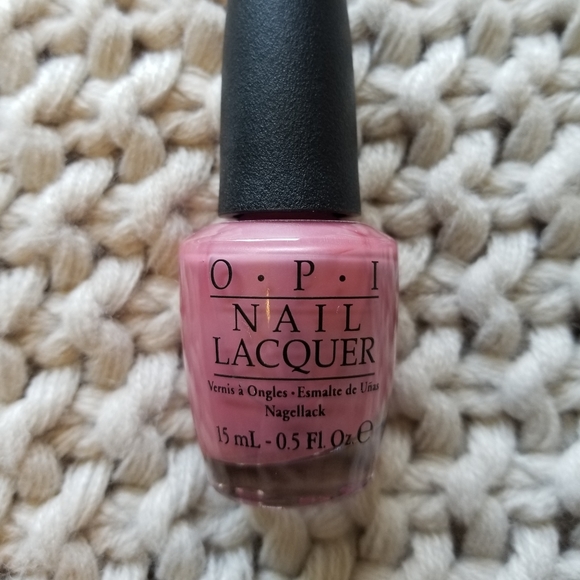 O·P·I
NAIL
LACQUER
Vernis à Ongles · Esmalte de Uñas
Nagellack
15 mL - 0.5 Fl. Oz. ℮